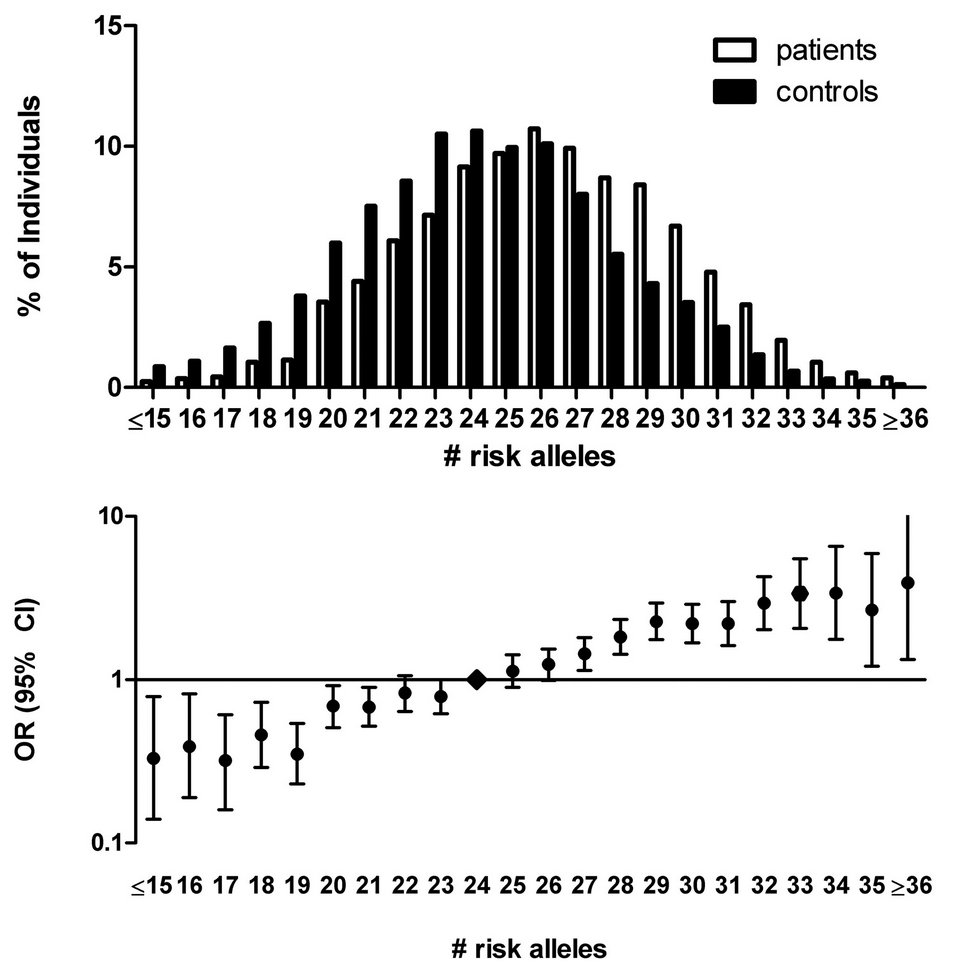 15
patients
controls
10
5
0
% of Individuals
≤15 16 17 18 19 20 21 22 23 24 25 26 27 28 29 30 31 32 33 34 35 ≥36
# risk alleles
10
1
0.1
OR (95% CI)
≤15 16 17 18 19 20 21 22 23 24 25 26 27 28 29 30 31 32 33 34 35 ≥36
# risk alleles